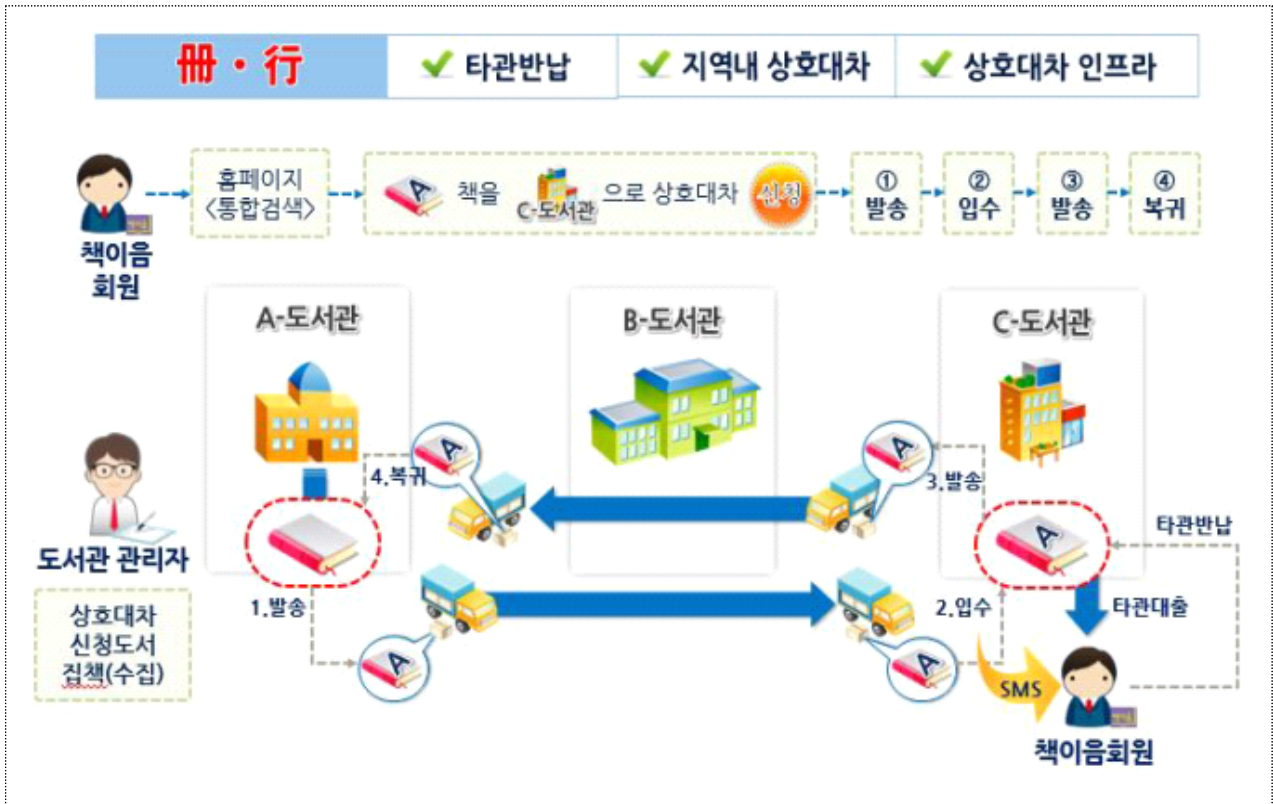 冊·行
타관반납
지역내 상호대차
상호대차 인프라
책이음
회원
홈페이지
<통합검색>
A
책을
C-도서관
으로 상호대차
신청
①
발송
②
입수
③
발송
④
복귀
A-도서관
B-도서관
C-도서관
도서관 관리자
상호대차
신청도서
집책(수집)
A
4.복귀
A
3.발송
A
타관반납
1.발송
A
2.입수
A
타관대출
SMS
책이음회원